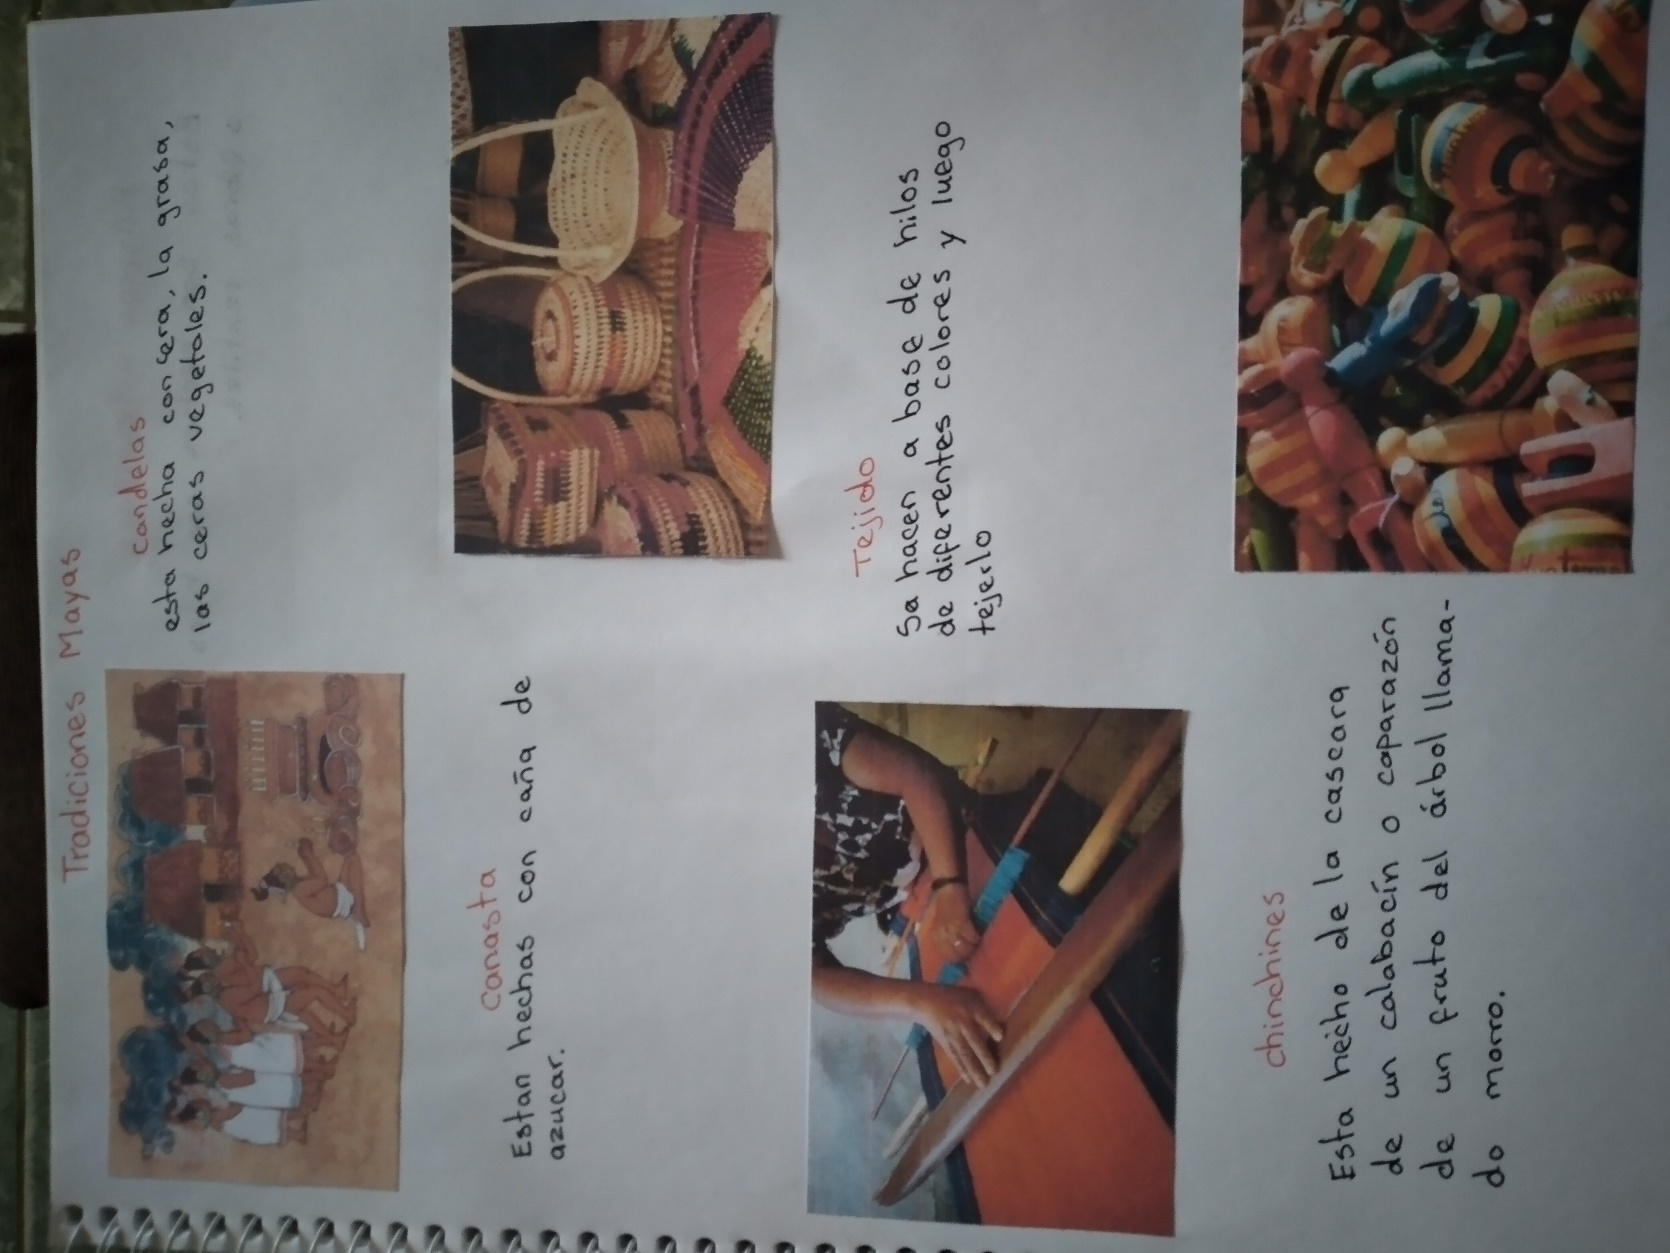 Tradiciones Mayas
candelas
esta hecha con cera, la grasa,
las ceras vegetales.
canasta
Estan hechas con caña de
azucar.
Tejido
Sa hacen a base de hilos
de diferentes colores y luego
tejerlo
chinchines
Esta hecho de la cascara
de un calabacín o caparazón
de un fruto del árbol llama-
do morro.